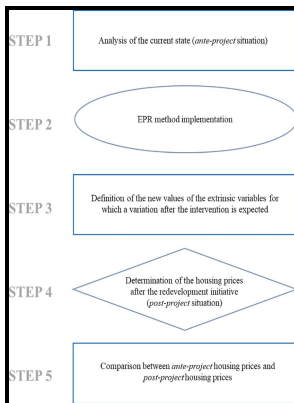 STEP 1
Analysis of the current state (ante-project situation)
STEP 2
EPR method implementation
STEP 3
Definition of the new values of the extrinsic variables for
which a variation after the intervention is expected
STEP 4
Determination of the housing prices
after the redevelopment initiative
(post-project situation)
STEP 5
Comparison between ante-project housing prices and
post-project housing prices